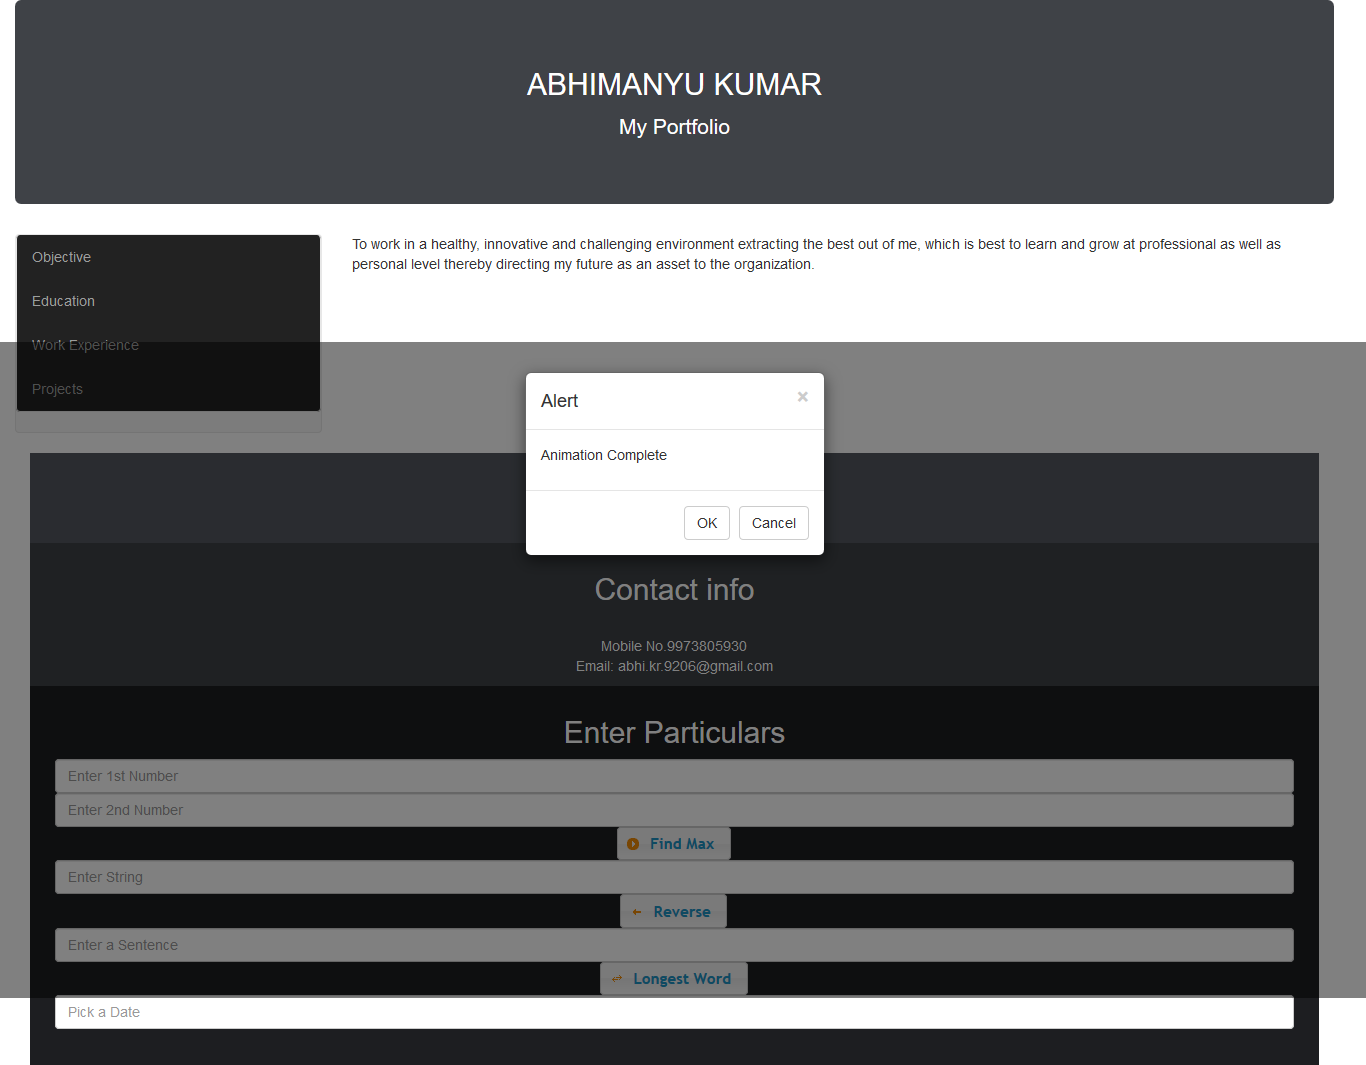 ABHIMANYU KUMAR
My Portfolio
Objective
Education
Work Experience
Projects
To work in a healthy, innovative and challenging environment extracting the best out of me, which is best to learn and grow at professional as well as
personal level thereby directing my future as an asset to the organization.
Alert ×
Animation Complete
OK Cancel
Contact info
Mobile No.9973805930
Email: abhi.kr.9206@gmail.com
Enter Particulars
Enter 1st Number
Enter 2nd Number
Find Max
Enter String
Reverse
Enter a Sentence
Longest Word
Pick a Date